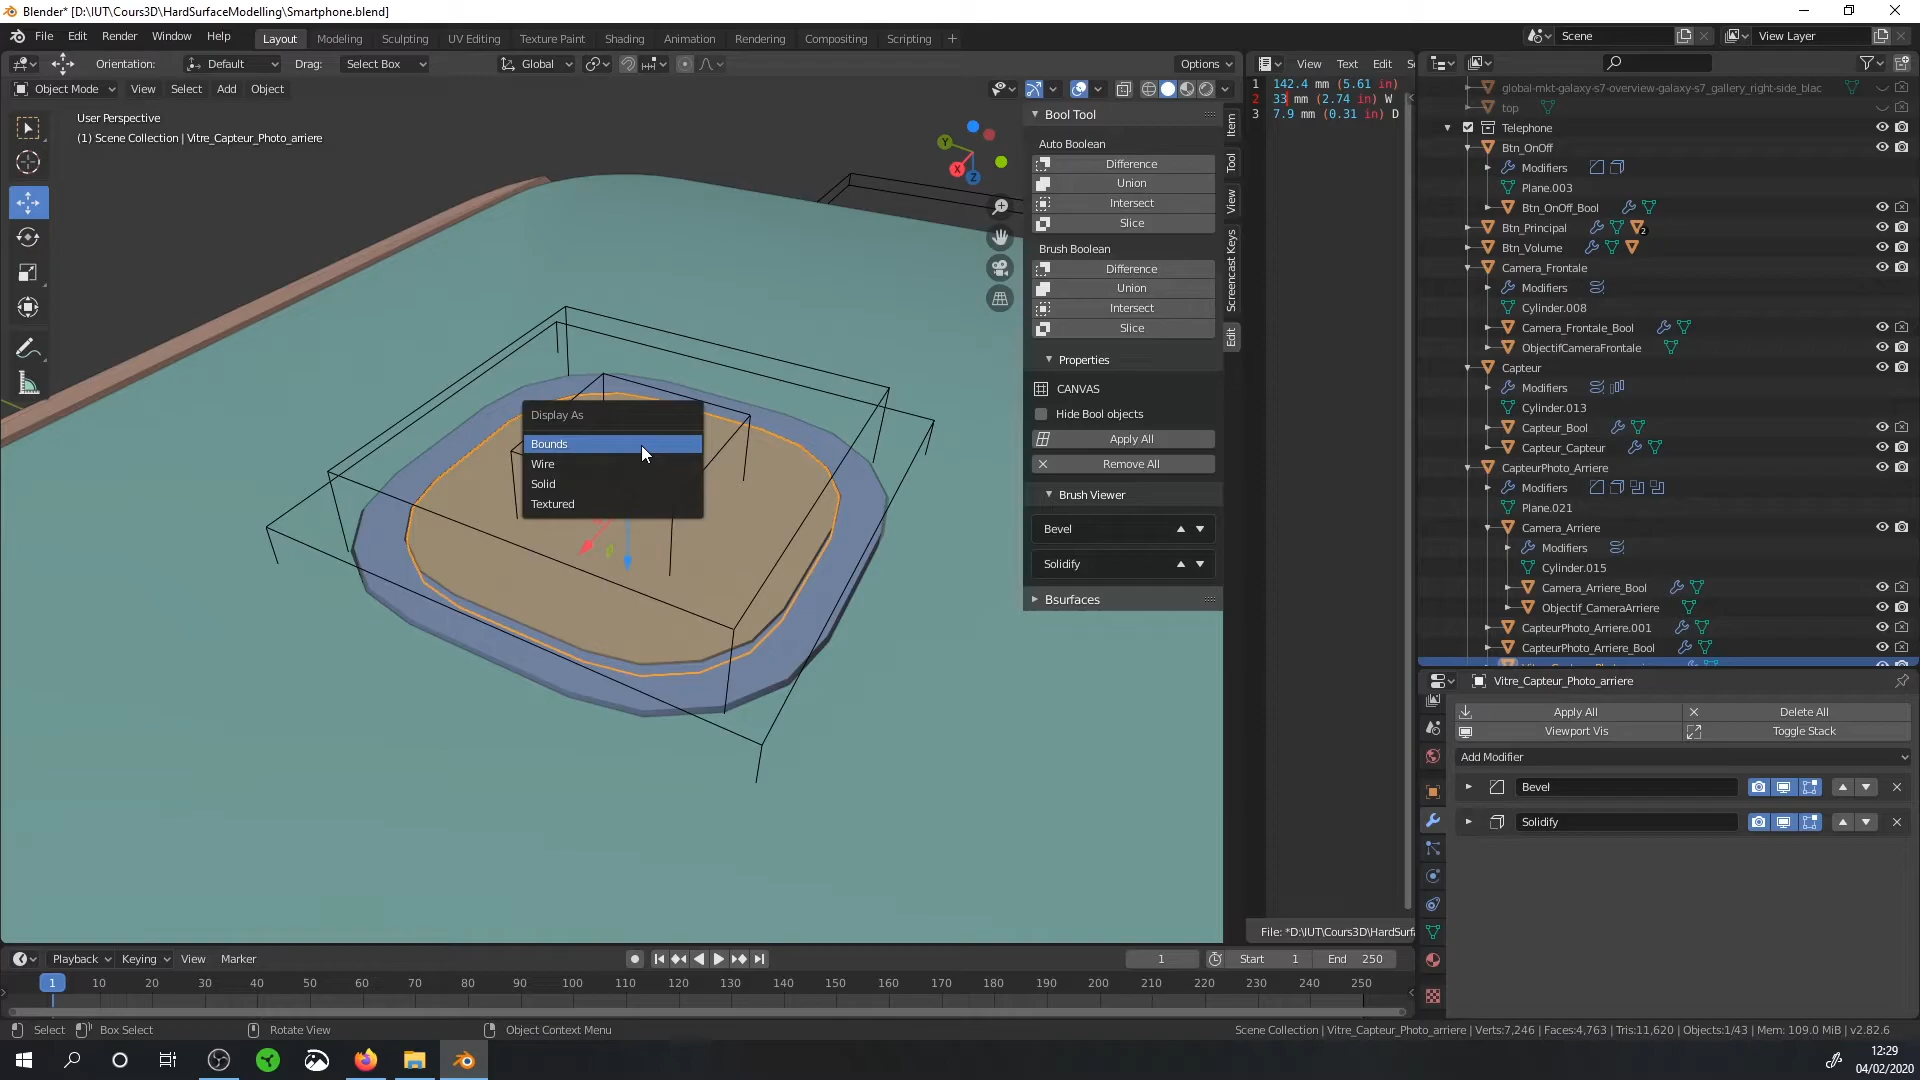 Blender* [D:\IUT\Cours3D\HardSurfaceModelling\Smartphone.blend]
File Edit Render Window Help Layout Modeling Sculpting UV Editing Texture Paint Shading Animation Rendering Compositing Scripting + Scene View Layer
Orientation: Default Drag: Select Box Global Options View Text Edit
Object Mode View Select Add Object
User Perspective
(1) Scene Collection | Vitre_Capteur_Photo_arriere
Display As
Bounds
Wire
Solid
Textured
Bool Tool
Auto Boolean
Difference
Union
Intersect
Slice
Brush Boolean
Difference
Union
Intersect
Slice
Properties
CANVAS
Hide Bool objects
Apply All
Remove All
Brush Viewer
Bevel
Solidify
Bsurfaces
Item
Tool
View
Screencast Keys
Edit
1 142.4 mm (5.61 in)
2 33 mm (2.74 in) W
3 7.9 mm (0.31 in) D
File: *D:\IUT\Cours3D\HardSurf
global-mkt-galaxy-s7-overview-galaxy-s7_gallery_right-side_blac
top
Telephone
Btn_OnOff
Modifiers
Plane.003
Btn_OnOff_Bool
Btn_Principal 2
Btn_Volume
Camera_Frontale
Modifiers
Cylinder.008
Camera_Frontale_Bool
ObjectifCameraFrontale
Capteur
Modifiers
Cylinder.013
Capteur_Bool
Capteur_Capteur
CapteurPhoto_Arriere
Modifiers
Plane.021
Camera_Arriere
Modifiers
Cylinder.015
Camera_Arriere_Bool
Objectif_CameraArriere
CapteurPhoto_Arriere.001
CapteurPhoto_Arriere_Bool
Vitre_Capteur_Photo_arriere
Apply All Delete All
Viewport Vis Toggle Stack
Add Modifier
Bevel
Solidify
Playback Keying View Marker 1 Start 1 End 250
1 10 20 30 40 50 60 70 80 90 100 110 120 130 140 150 160 170 180 190 200 210 220 230 240 250
Select Box Select Rotate View Object Context Menu Scene Collection | Vitre_Capteur_Photo_arriere | Verts:7,246 | Faces:4,763 | Tris:11,620 | Objects:1/43 | Mem: 109.0 MiB | v2.82.6
12:29
04/02/2020